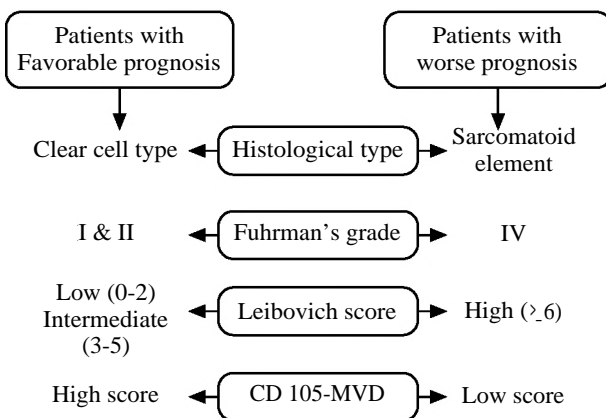 Patients with
Favorable prognosis
Patients with
worse prognosis
Clear cell type
Histological type
Sarcomatoid
element
I & II
Fuhrman's grade
IV
Low (0-2)
Intermediate
(3-5)
Leibovich score
High (≥6)
High score
CD 105-MVD
Low score